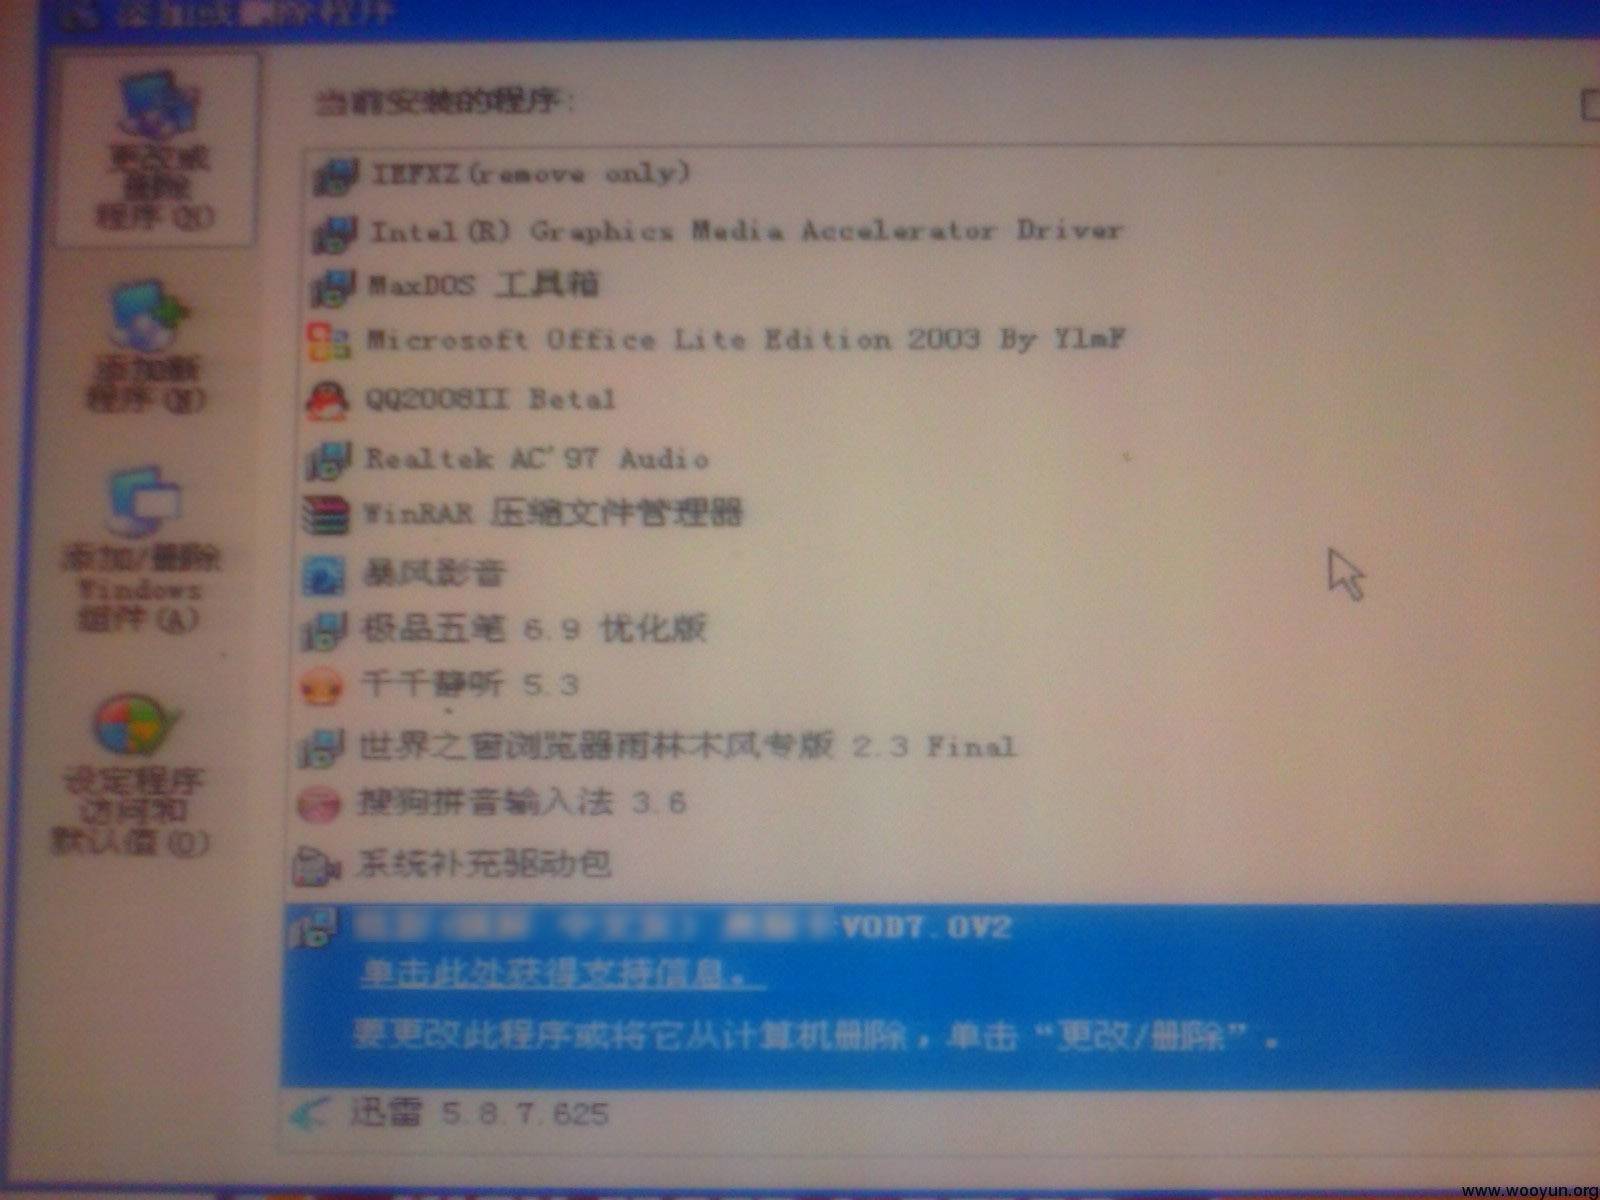 添加或删除程序
当前安装的程序:
更改或
删除
程序(H)
添加新
程序(N)
添加/删除
Windows
组件(A)
设定程序
访问和
默认值(O)
IEFXZ(remove only)
Intel(R) Graphics Media Accelerator Driver
MaxDOS 工具箱
Microsoft Office Lite Edition 2003 By YlmF
QQ2008II Beta1
Realtek AC'97 Audio
WinRAR 压缩文件管理器
暴风影音
极品五笔 6.9 优化版
千千静听 5.3
世界之窗浏览器雨林木风专版 2.3 Final
搜狗拼音输入法 3.6
系统补充驱动包
VOD7.0V2
单击此处获得支持信息。
要更改此程序或将它从计算机删除，单击“更改/删除”。
迅雷 5.8.7.625
www.wooyun.org